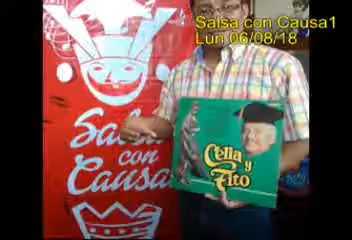 Salsa con Causa1
Lun 06/08/18
Salsa
con
Causa
Celia y
Tito